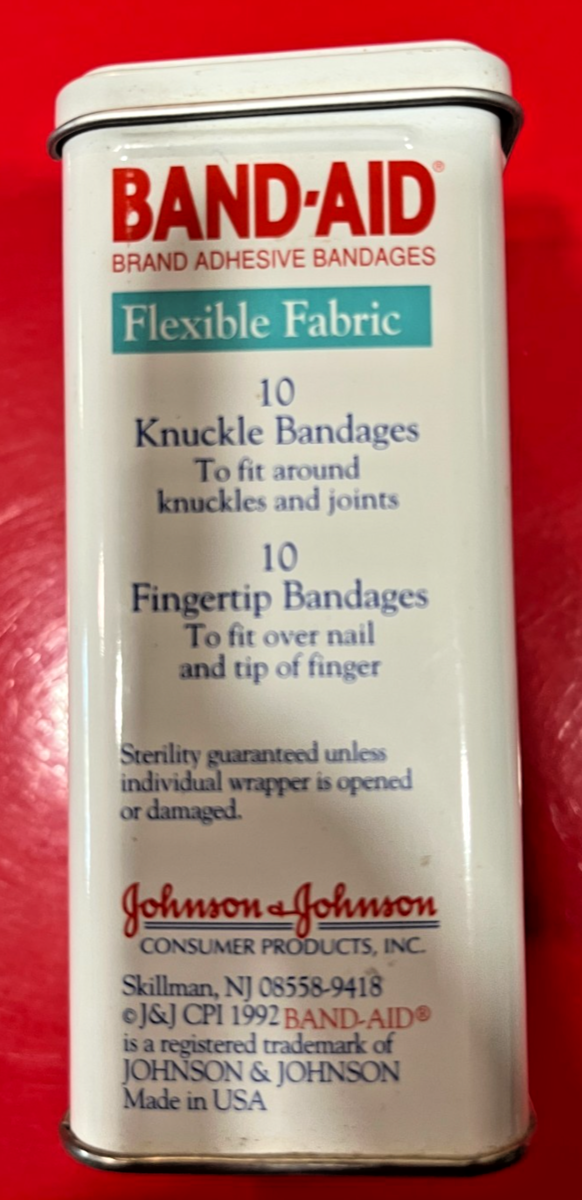 BAND-AID®
BRAND ADHESIVE BANDAGES
Flexible Fabric
10
Knuckle Bandages
To fit around
knuckles and joints
10
Fingertip Bandages
To fit over nail
and tip of finger
Sterility guaranteed unless
individual wrapper is opened
or damaged.
Johnson & Johnson
CONSUMER PRODUCTS, INC.
Skillman, NJ 08558-9418
©J&J CPI 1992 BAND-AID®
is a registered trademark of
JOHNSON & JOHNSON
Made in USA